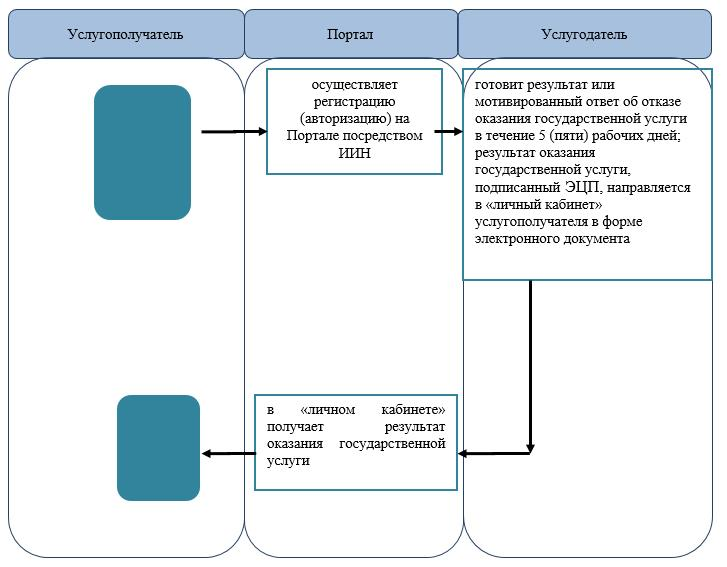 Услугополучатель
Портал
Услугодатель
осуществляет
регистрацию
(авторизацию) на
Портале посредством
ИИН
готовит результат или
мотивированный ответ об отказе
оказания государственной услуги
в течение 5 (пяти) рабочих дней;
результат оказания
государственной услуги,
подписанный ЭЦП, направляется
в «личный кабинет»
услугополучателя в форме
электронного документа
в «личном кабинете»
получает результат
оказания государственной
услуги